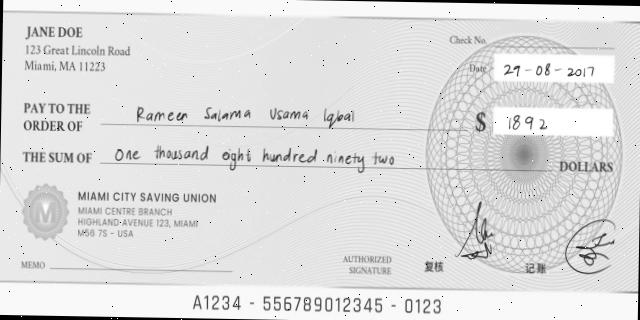 JANE DOE
123 Great Lincoln Road
Miami, MA 11223
Check No.
Date 29-08-2017
PAY TO THE
ORDER OF Rameen Salama Usama Iqbal
$ 1892
THE SUM OF One thousand eight hundred ninety two DOLLARS
MIAMI CITY SAVING UNION
MIAMI CENTRE BRANCH
HIGHLAND AVENUE 123, MIAMI
M56 7S - USA
M
MEMO
AUTHORIZED
SIGNATURE
复核
记账
A1234 - 556789012345 - 0123